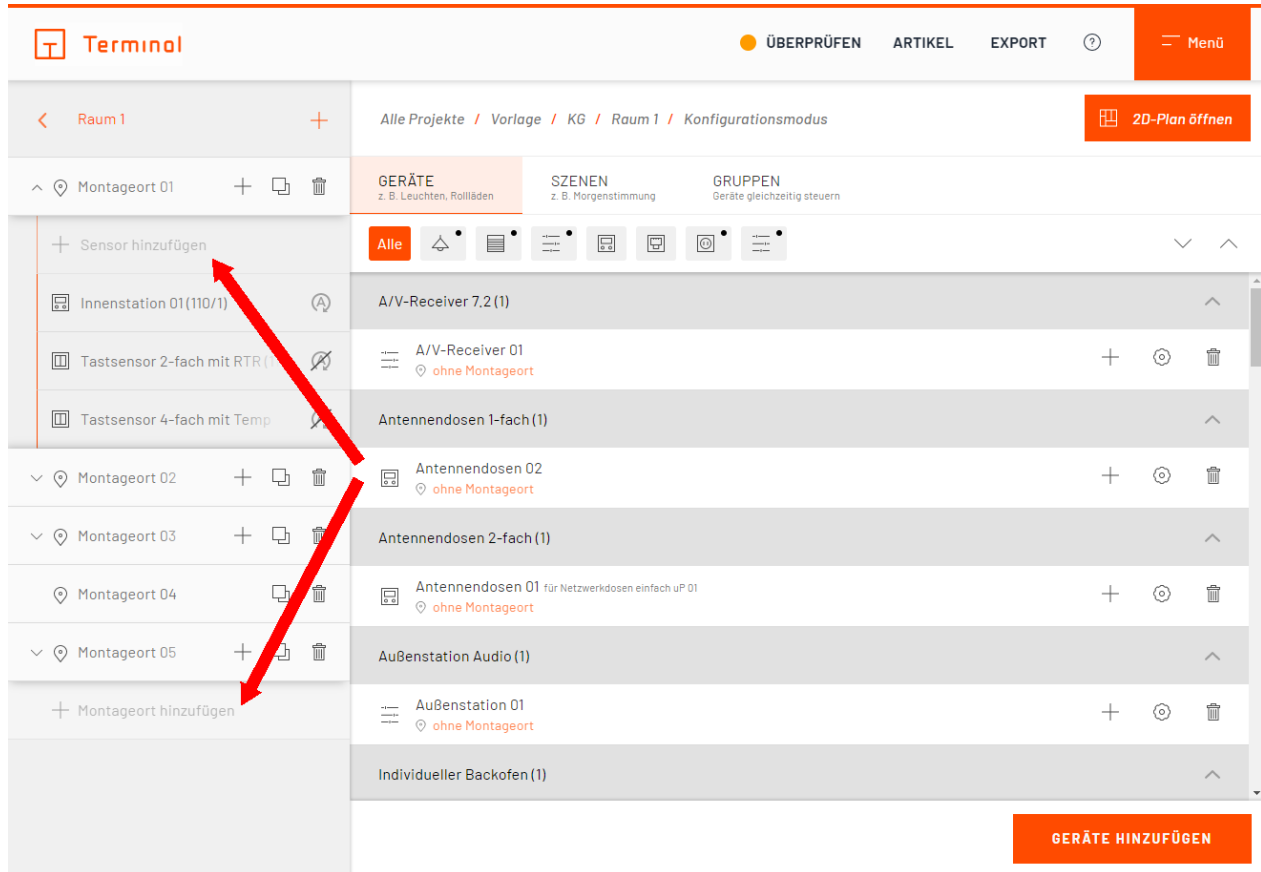 Terminal
ÜBERPRÜFEN
ARTIKEL
EXPORT
?
Menü
Raum 1
Alle Projekte / Vorlage / KG / Raum 1 / Konfigurationsmodus
2D-Plan öffnen
Montageort 01
GERÄTE
z. B. Leuchten, Rollläden
SZENEN
z. B. Morgenstimmung
GRUPPEN
Geräte gleichzeitig steuern
Sensor hinzufügen
Alle
Innenstation 01 (110/1)
Tastsensor 2-fach mit RTR
Tastsensor 4-fach mit Temp
Montageort 02
Montageort 03
Montageort 04
Montageort 05
Montageort hinzufügen
A/V-Receiver 7.2 (1)
A/V-Receiver 01
ohne Montageort
Antennendosen 1-fach (1)
Antennendosen 02
ohne Montageort
Antennendosen 2-fach (1)
Antennendosen 01 für Netzwerkdosen einfach uP 01
ohne Montageort
Außenstation Audio (1)
Außenstation 01
ohne Montageort
Individueller Backofen (1)
GERÄTE HINZUFÜGEN